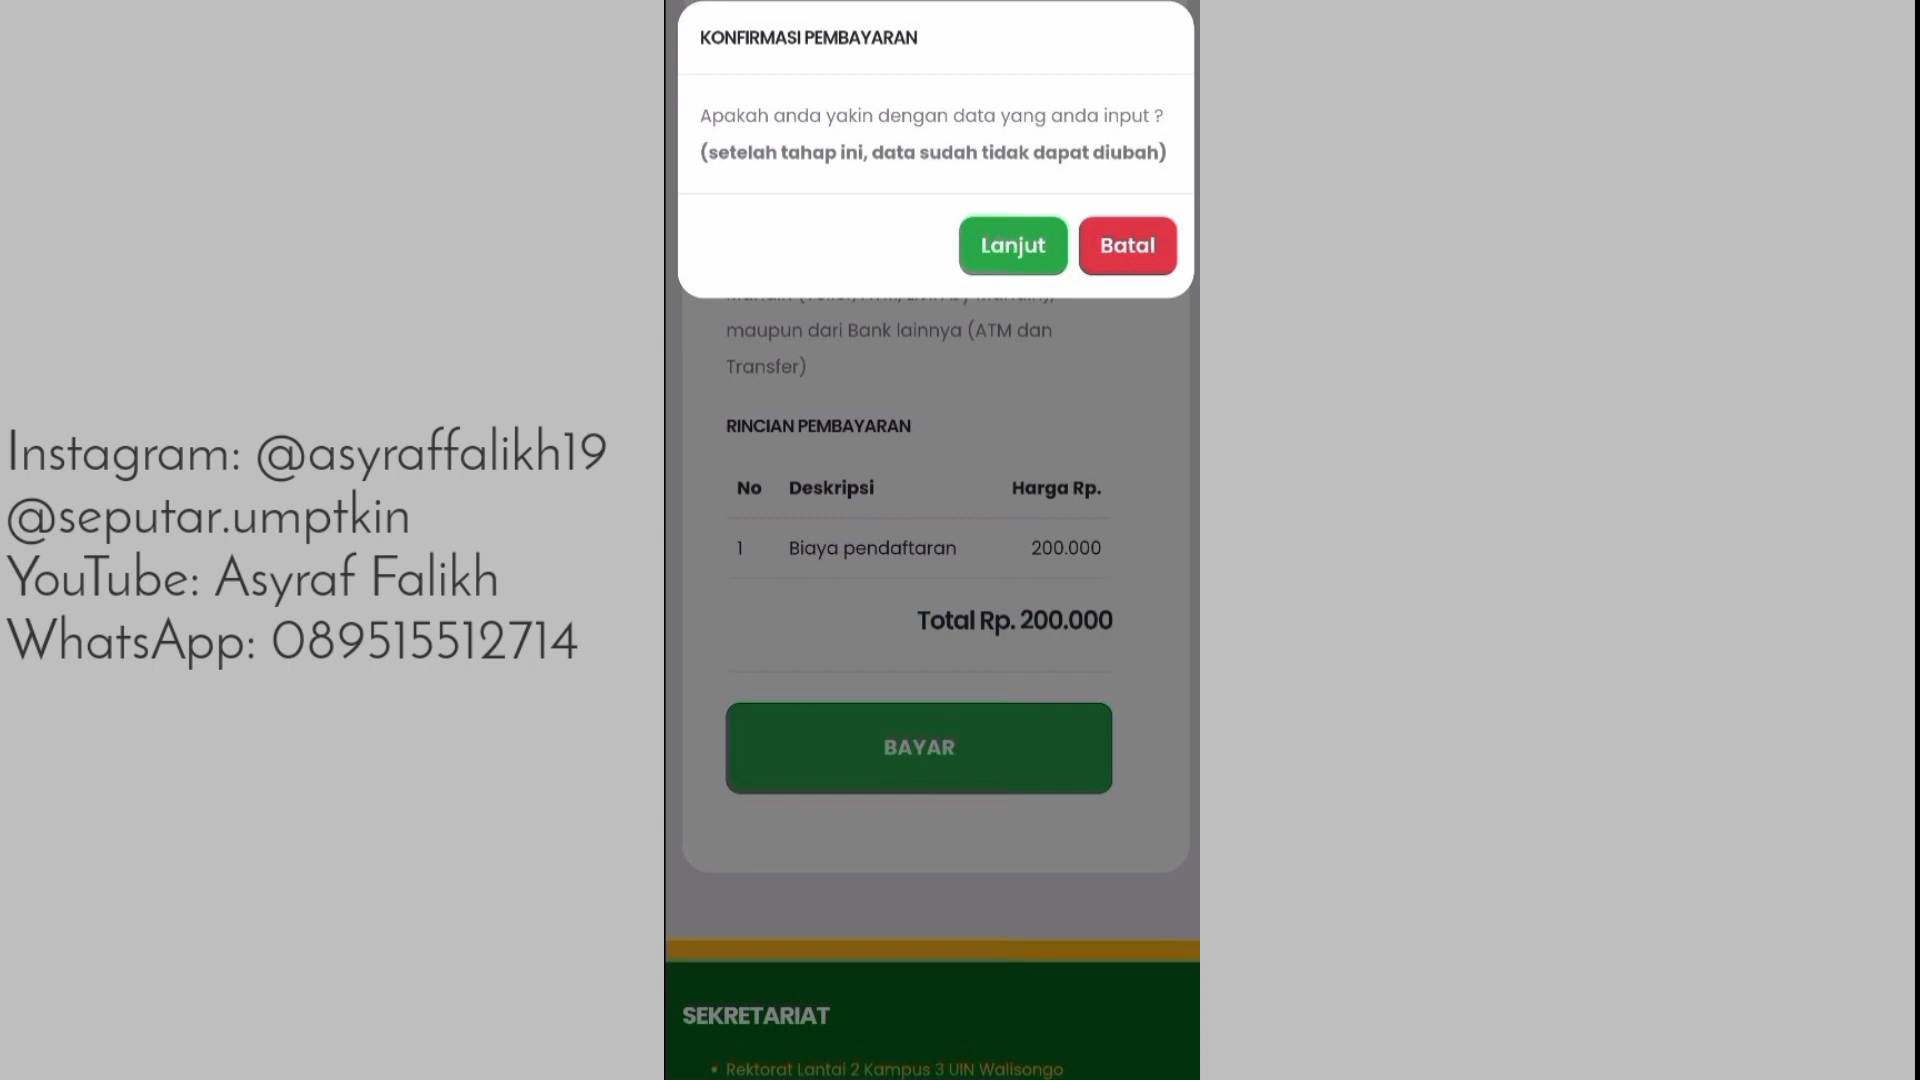 Instagram: @asyraffalikh19
@seputar.umptkin
YouTube: Asyraf Falikh
WhatsApp: 089515512714
KONFIRMASI PEMBAYARAN
Apakah anda yakin dengan data yang anda input ?
(setelah tahap ini, data sudah tidak dapat diubah)
Lanjut
Batal
maupun dari Bank lainnya (ATM dan
Transfer)
RINCIAN PEMBAYARAN
No Deskripsi Harga Rp.
1 Biaya pendaftaran 200.000
Total Rp. 200.000
BAYAR
SEKRETARIAT
• Rektorat Lantai 2 Kampus 3 UIN Walisongo